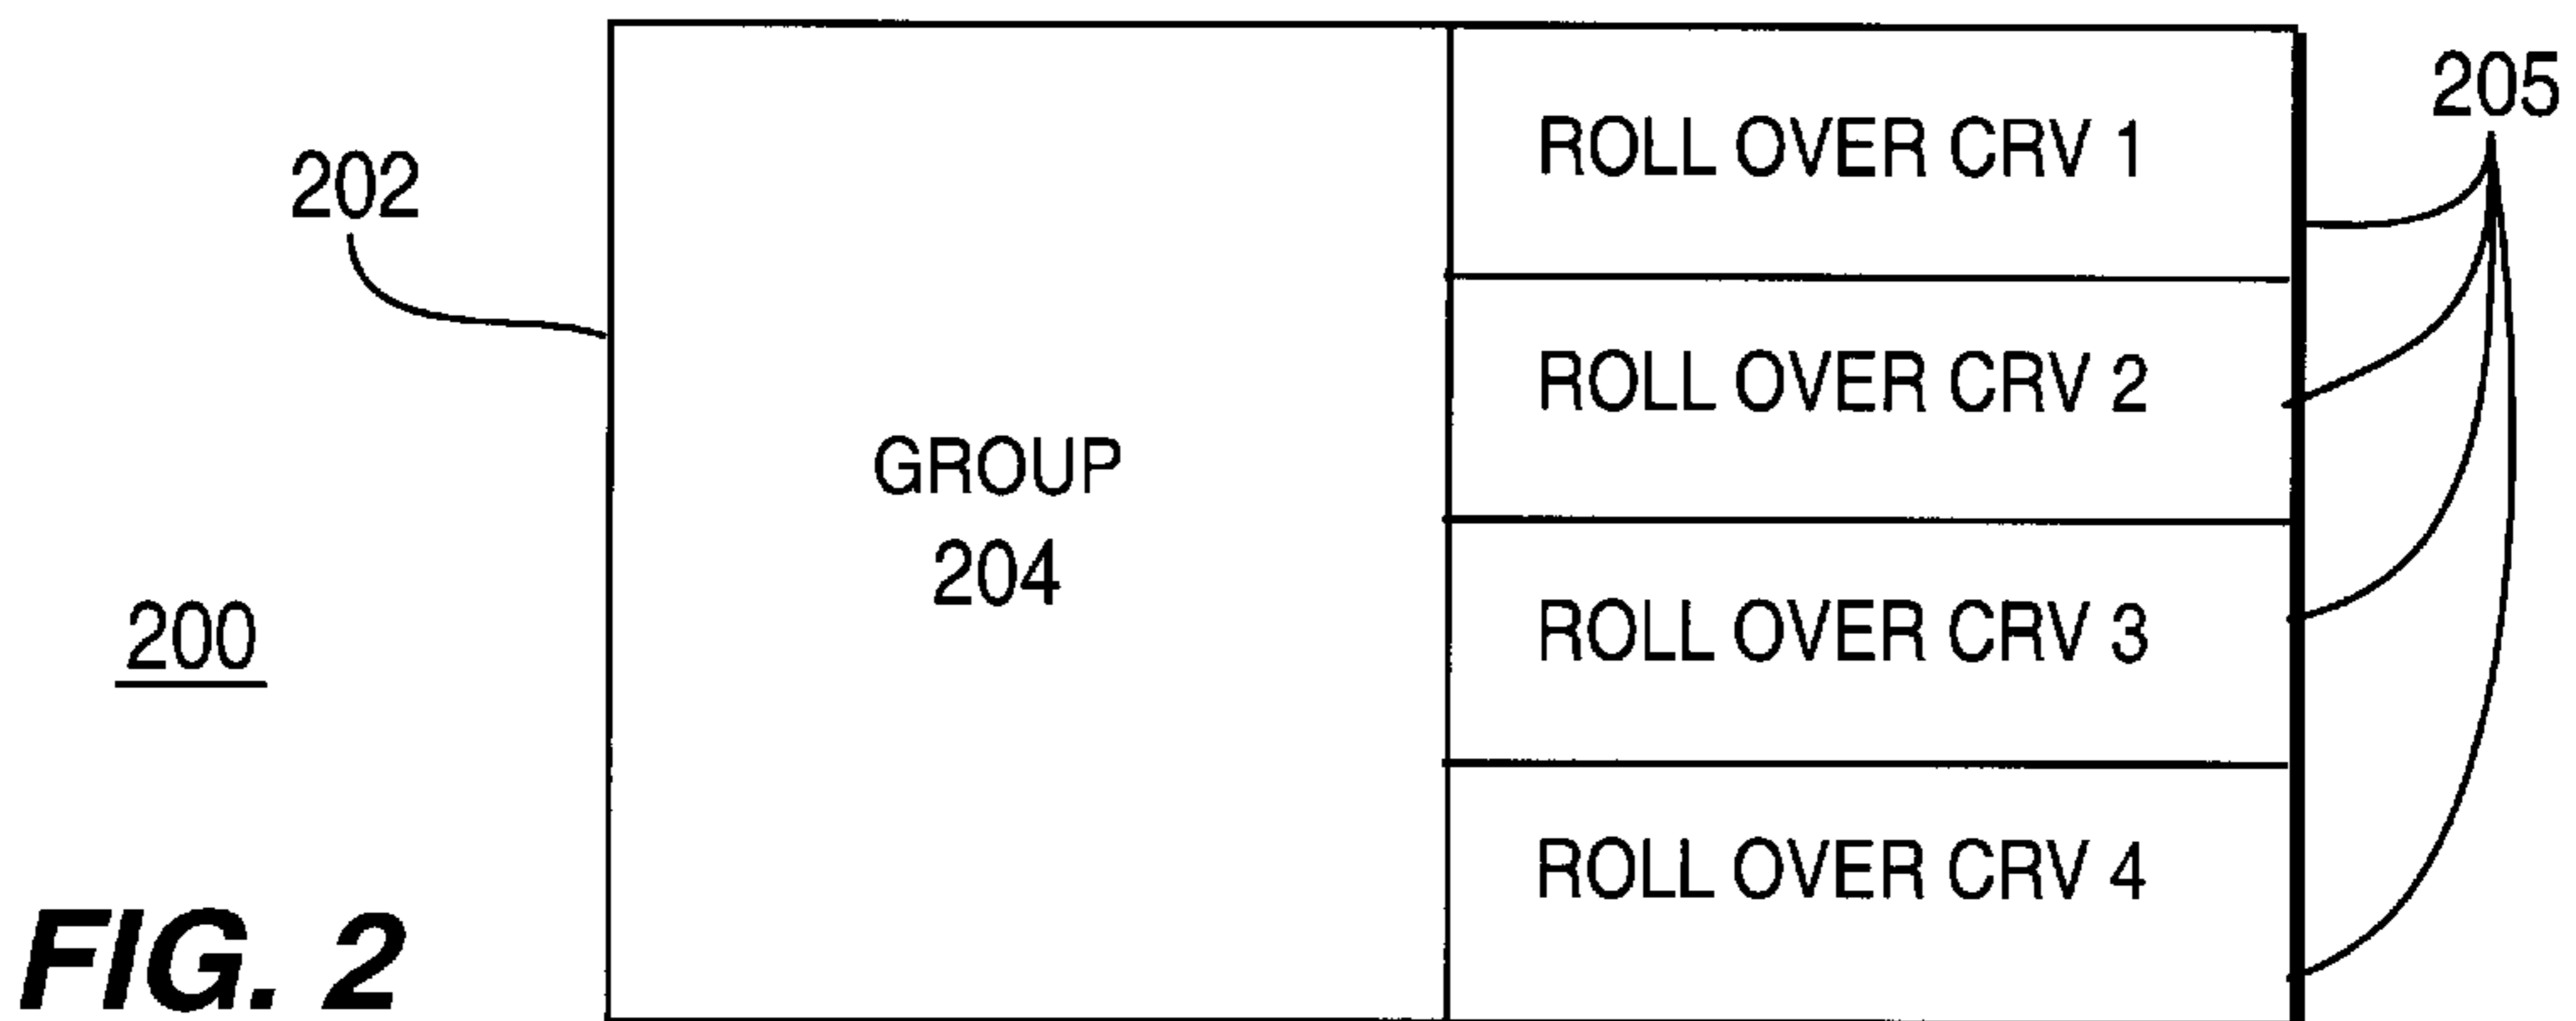 202
GROUP
204
200
FIG. 2
ROLL OVER CRV 1
ROLL OVER CRV 2
ROLL OVER CRV 3
ROLL OVER CRV 4
205